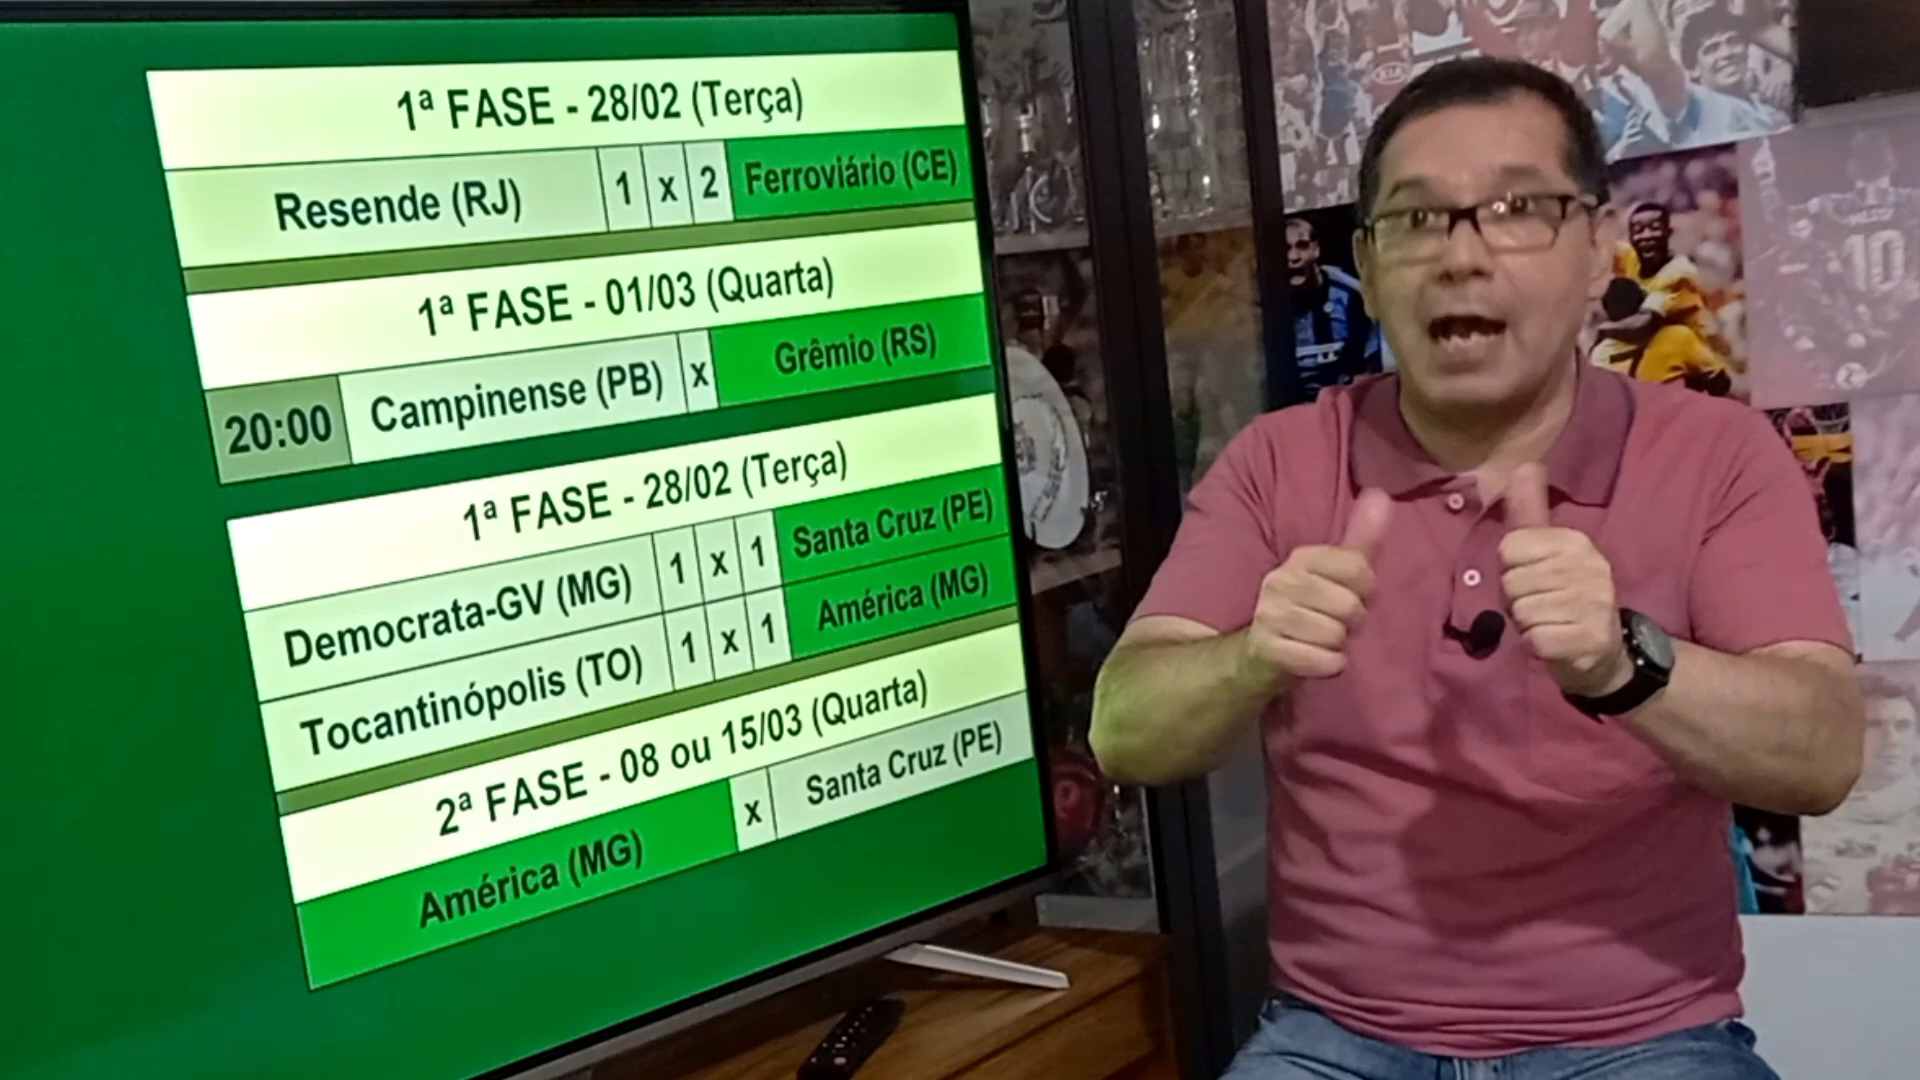 1ª FASE - 28/02 (Terça)
Resende (RJ) 1 x 2 Ferroviário (CE)
1ª FASE - 01/03 (Quarta)
20:00 Campinense (PB) x Grêmio (RS)
1ª FASE - 28/02 (Terça)
Democrata-GV (MG) 1 x 1 Santa Cruz (PE)
Tocantinópolis (TO) 1 x 1 América (MG)
2ª FASE - 08 ou 15/03 (Quarta)
América (MG) x Santa Cruz (PE)
KIA
10